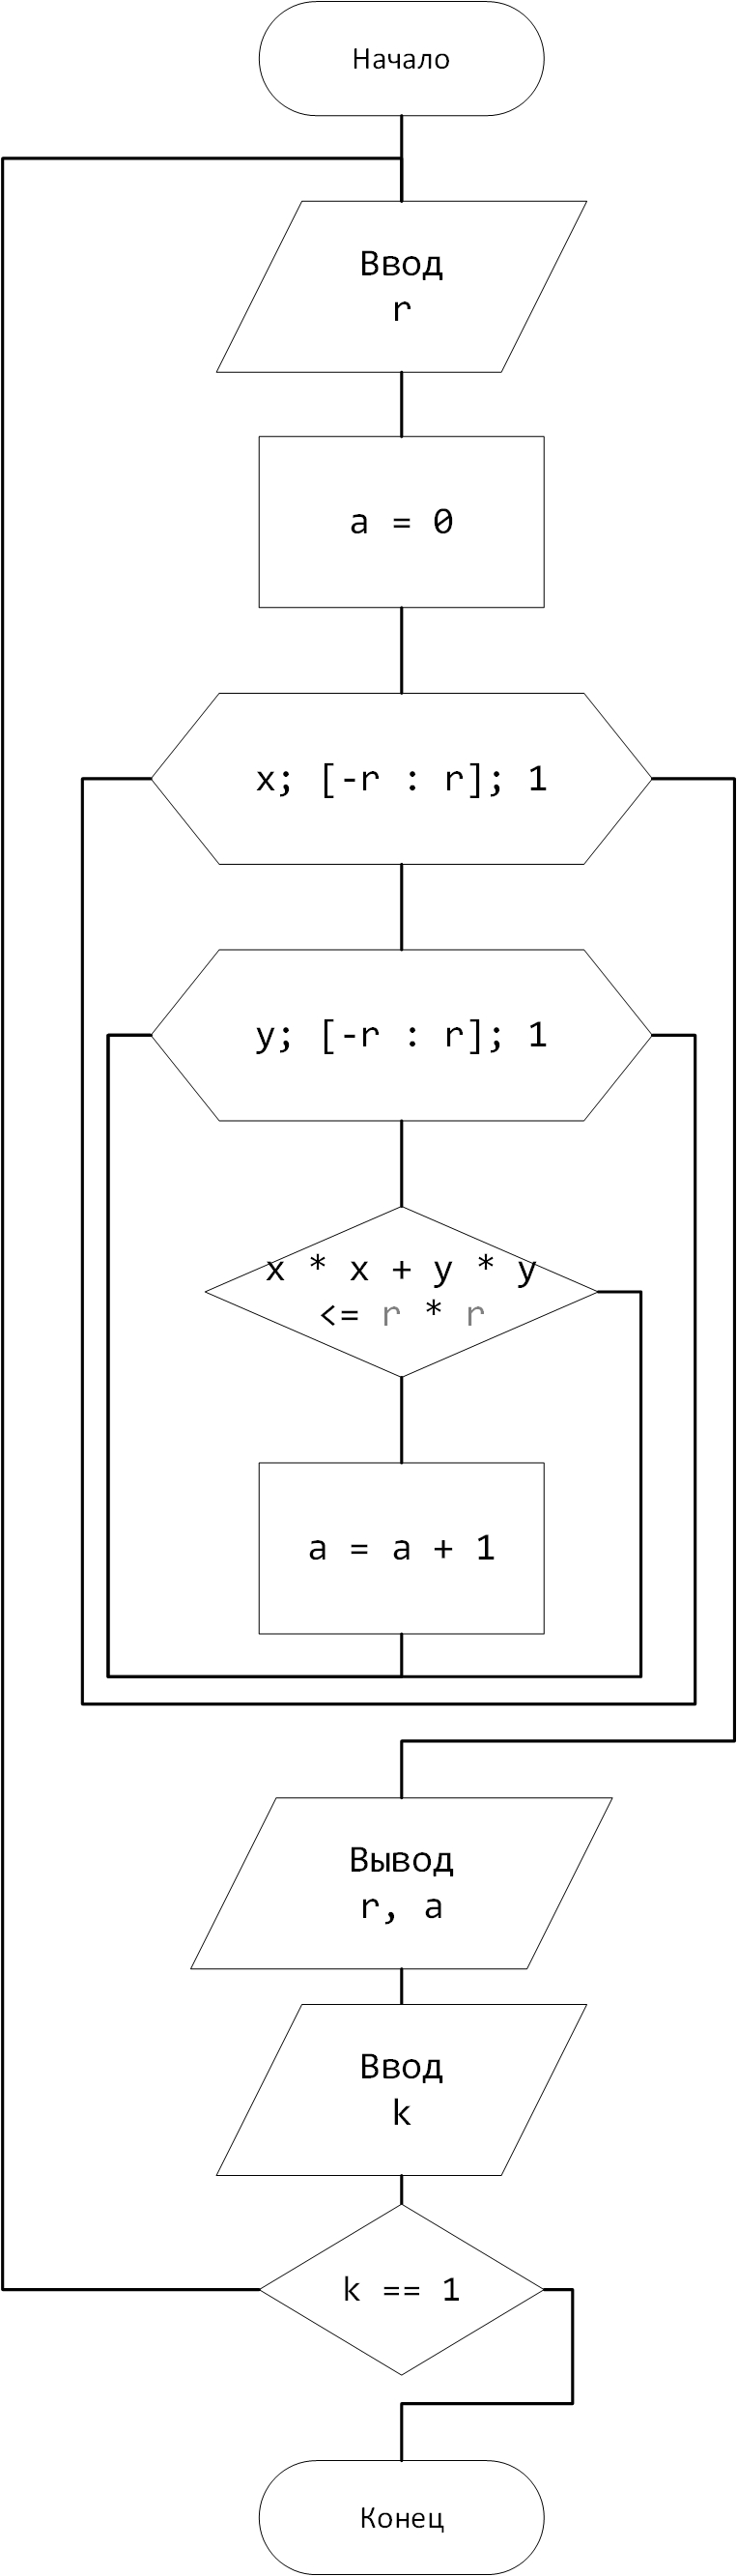 Начало
Ввод
r
a = 0
x; [-r : r]; 1
y; [-r : r]; 1
x * x + y * y
<= r * r
a = a + 1
Вывод
r, a
Ввод
k
k == 1
Конец